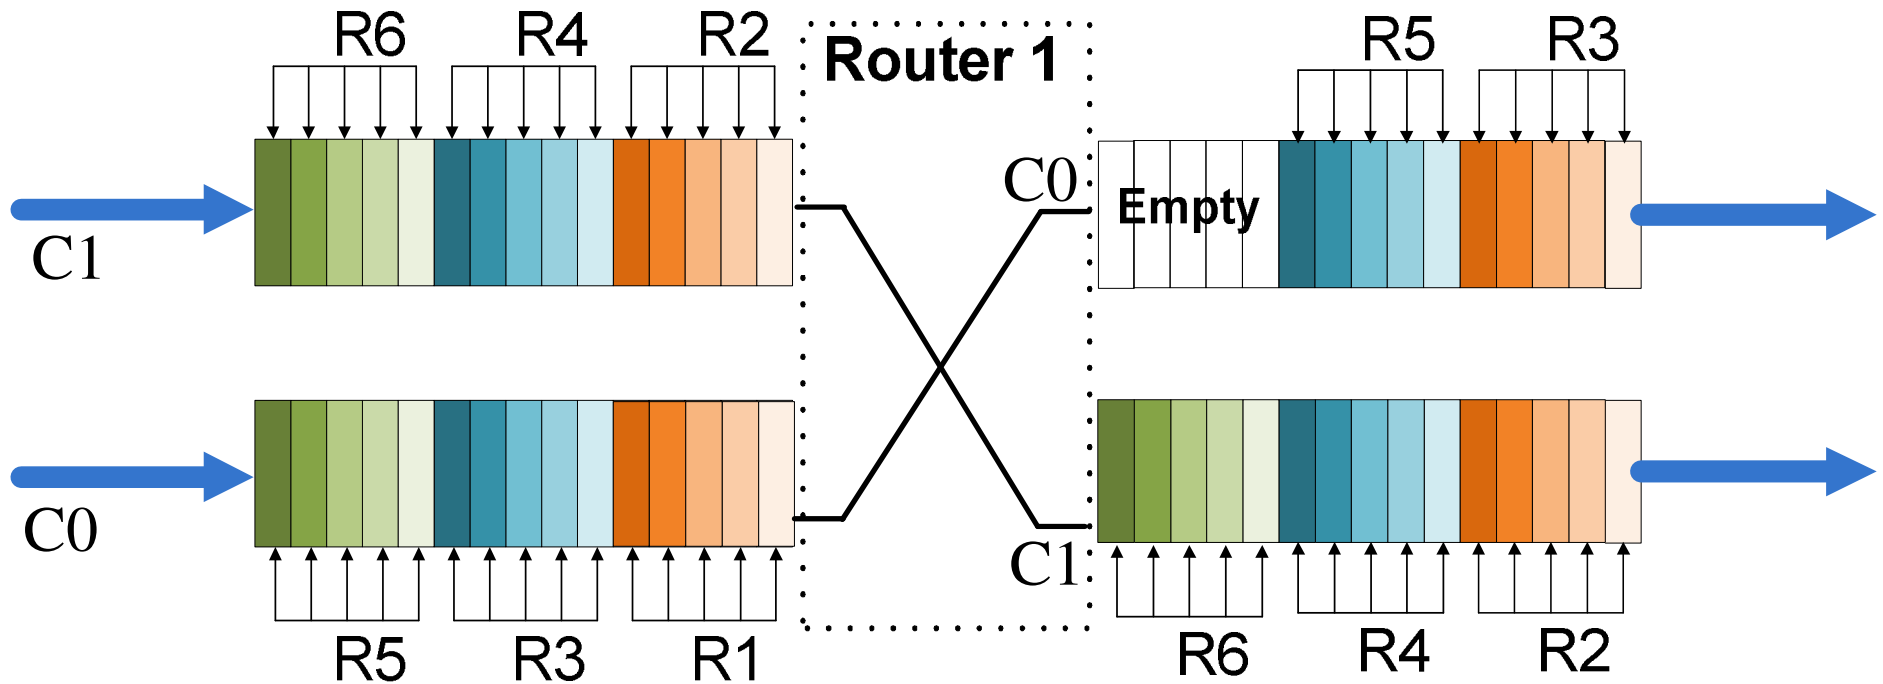 R6 R4 R2
Router 1
R5 R3
C1
C0
Empty
C0
C1
R5 R3 R1
R6 R4 R2